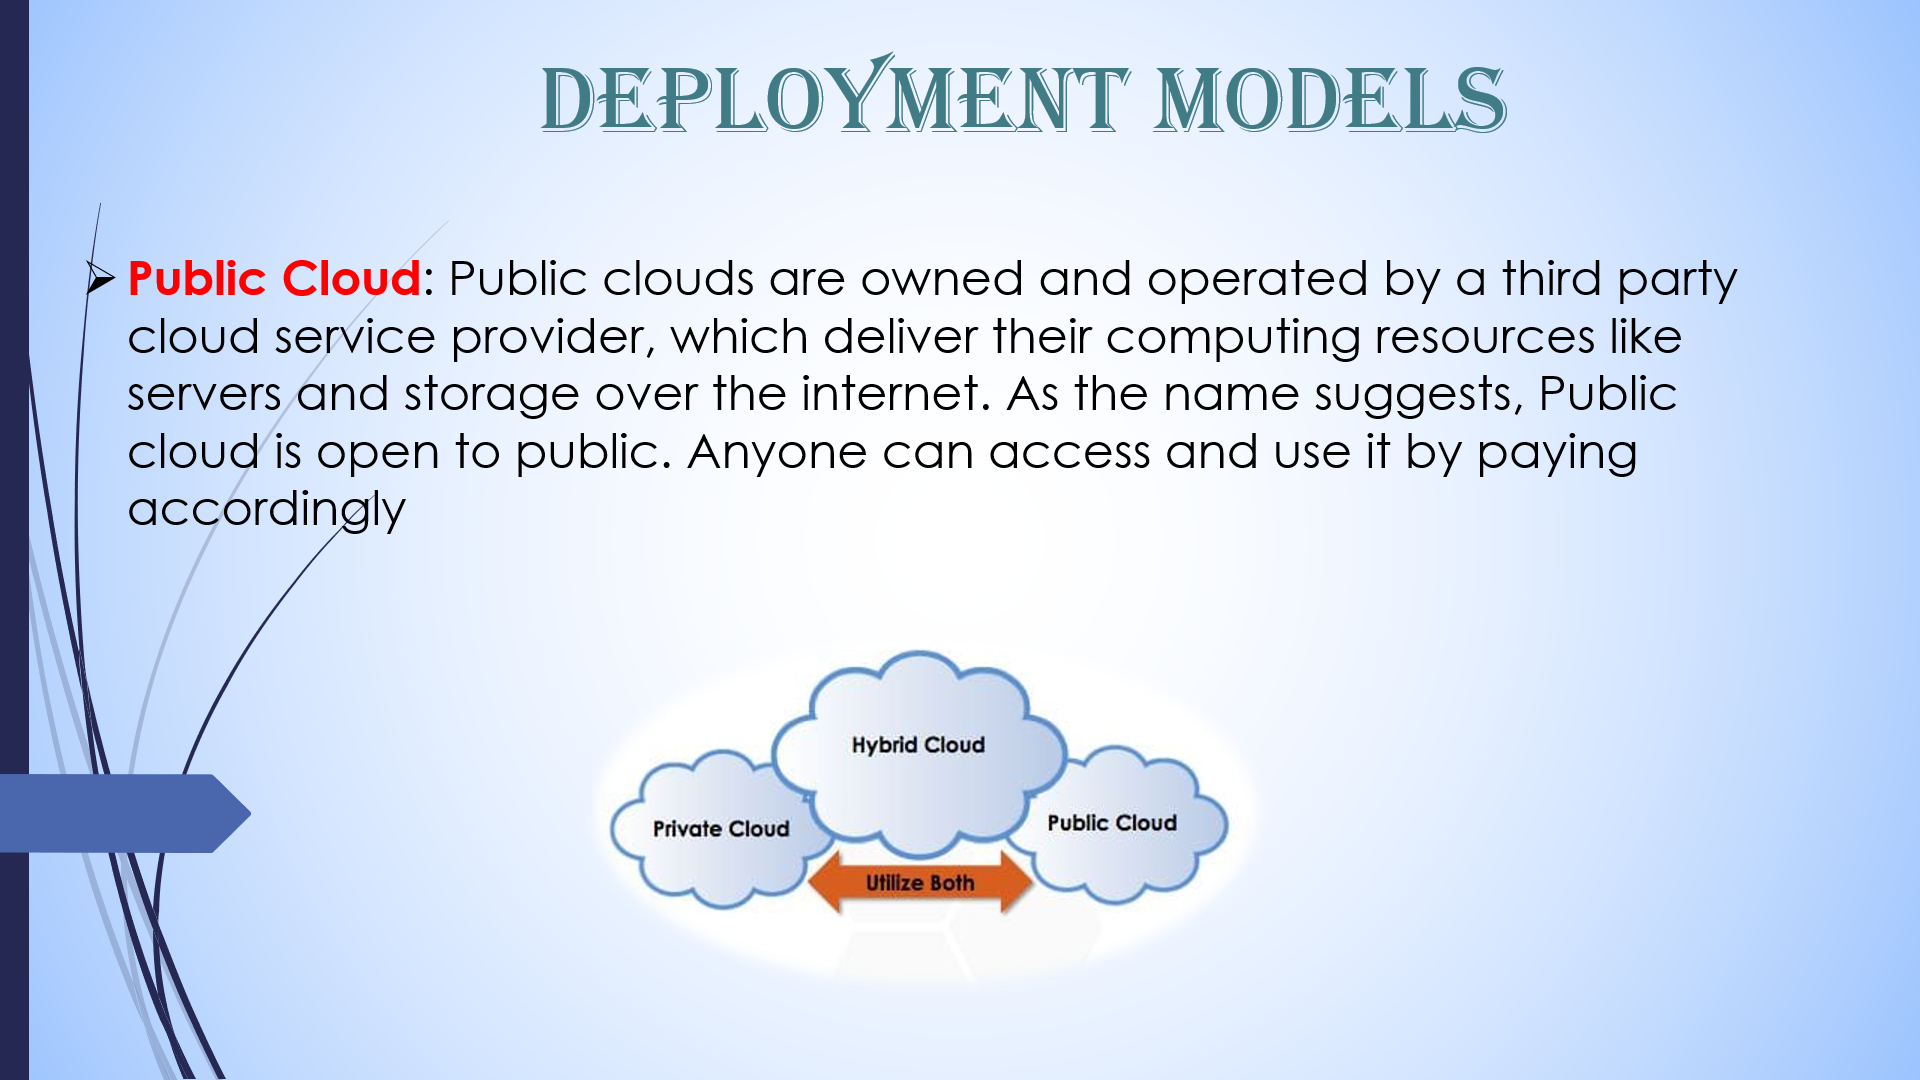 DEPLOYMENT MODELS
Public Cloud: Public clouds are owned and operated by a third party
cloud service provider, which deliver their computing resources like
servers and storage over the internet. As the name suggests, Public
cloud is open to public. Anyone can access and use it by paying
accordingly
Hybrid Cloud
Private Cloud
Public Cloud
Utilize Both